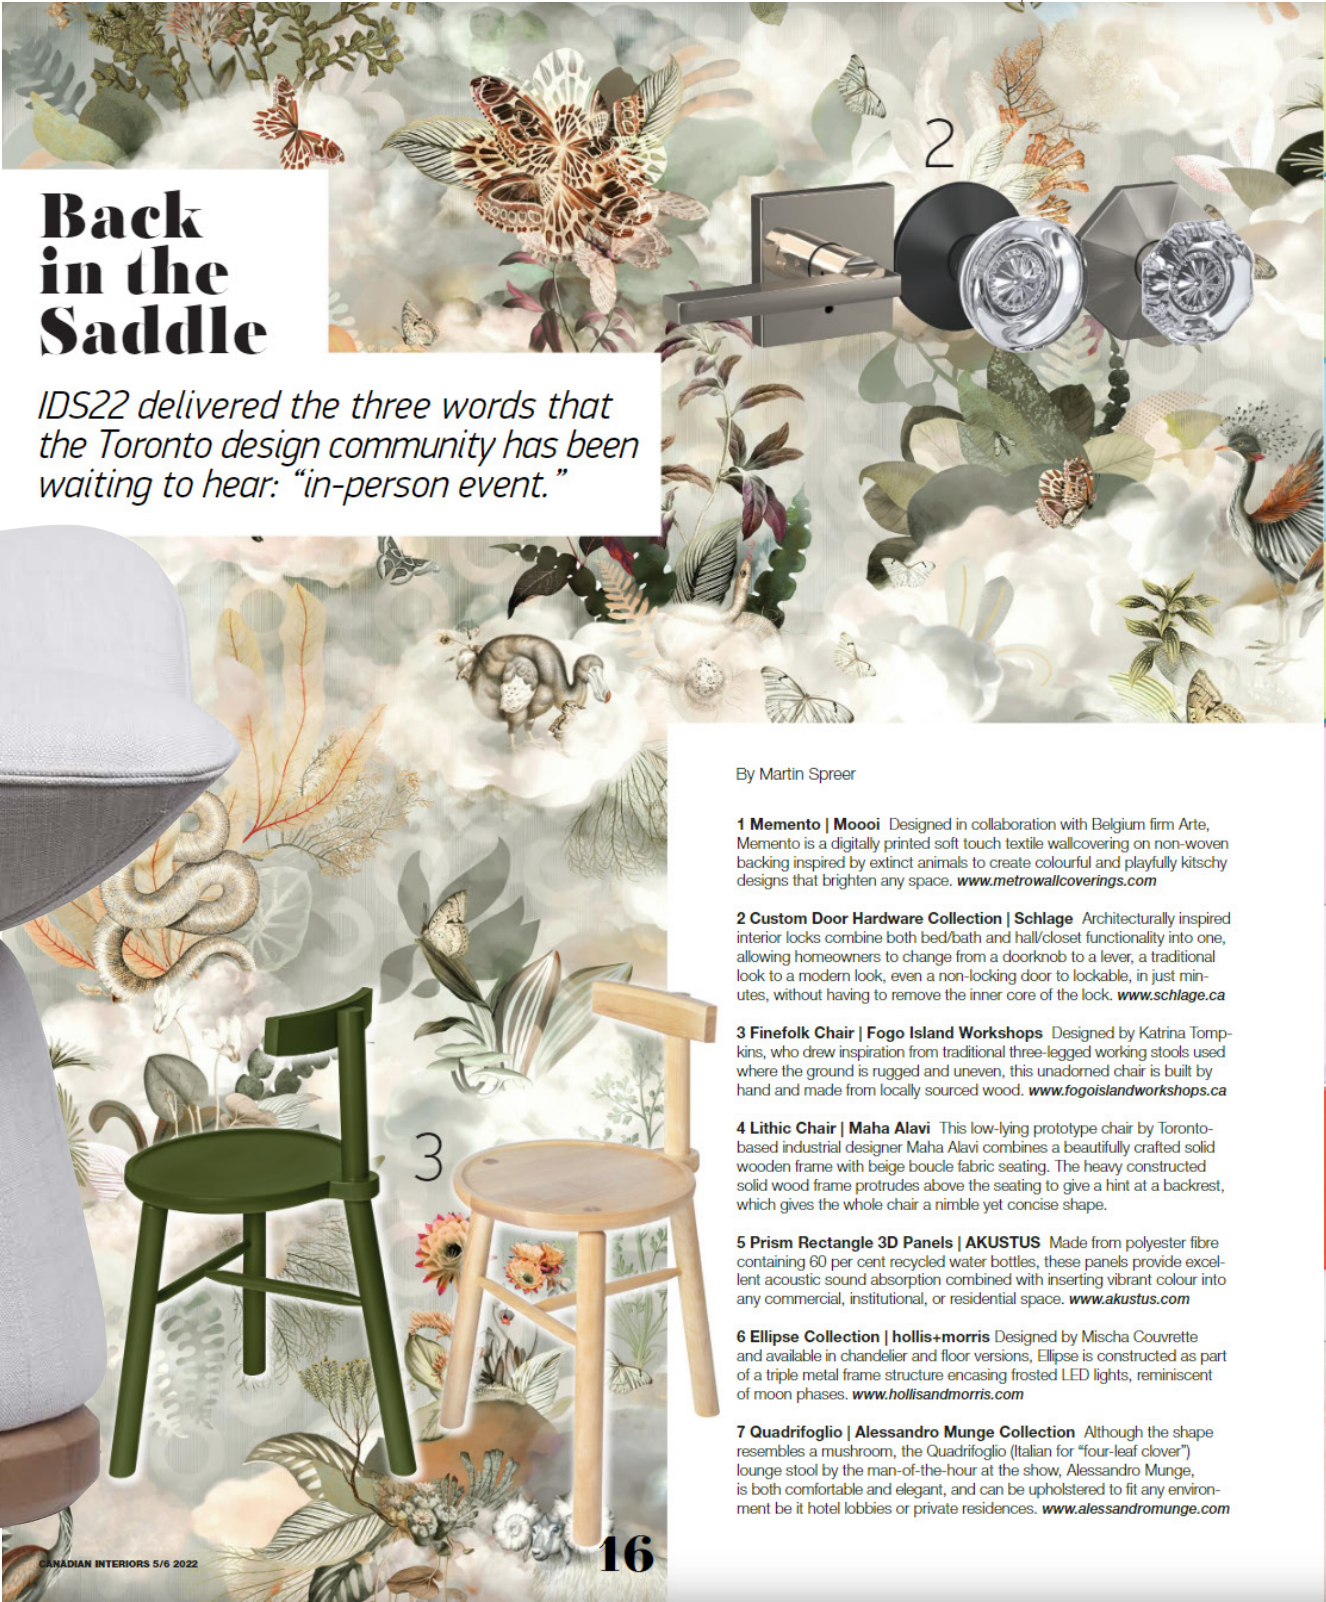 Back
in the
Saddle
IDS22 delivered the three words that
the Toronto design community has been
waiting to hear: “in-person event.”
2
3
By Martin Spreer
1 Memento | Moooi Designed in collaboration with Belgium firm Arte,
Memento is a digitally printed soft touch textile wallcovering on non-woven
backing inspired by extinct animals to create colourful and playfully kitschy
designs that brighten any space. www.metrowallcoverings.com
2 Custom Door Hardware Collection | Schlage Architecturally inspired
interior locks combine both bed/bath and hall/closet functionality into one,
allowing homeowners to change from a doorknob to a lever, a traditional
look to a modern look, even a non-locking door to lockable, in just min-
utes, without having to remove the inner core of the lock. www.schlage.ca
3 Finefolk Chair | Fogo Island Workshops Designed by Katrina Tomp-
kins, who drew inspiration from traditional three-legged working stools used
where the ground is rugged and uneven, this unadorned chair is built by
hand and made from locally sourced wood. www.fogoislandworkshops.ca
4 Lithic Chair | Maha Alavi This low-lying prototype chair by Toronto-
based industrial designer Maha Alavi combines a beautifully crafted solid
wooden frame with beige boucle fabric seating. The heavy constructed
solid wood frame protrudes above the seating to give a hint at a backrest,
which gives the whole chair a nimble yet concise shape.
5 Prism Rectangle 3D Panels | AKUSTUS Made from polyester fibre
containing 60 per cent recycled water bottles, these panels provide excel-
lent acoustic sound absorption combined with inserting vibrant colour into
any commercial, institutional, or residential space. www.akustus.com
6 Ellipse Collection | hollis+morris Designed by Mischa Couvrette
and available in chandelier and floor versions, Ellipse is constructed as part
of a triple metal frame structure encasing frosted LED lights, reminiscent
of moon phases. www.hollisandmorris.com
7 Quadrifoglio | Alessandro Munge Collection Although the shape
resembles a mushroom, the Quadrifoglio (Italian for “four-leaf clover”)
lounge stool by the man-of-the-hour at the show, Alessandro Munge,
is both comfortable and elegant, and can be upholstered to fit any environ-
ment be it hotel lobbies or private residences. www.alessandromunge.com
CANADIAN INTERIORS 5/6 2022
16